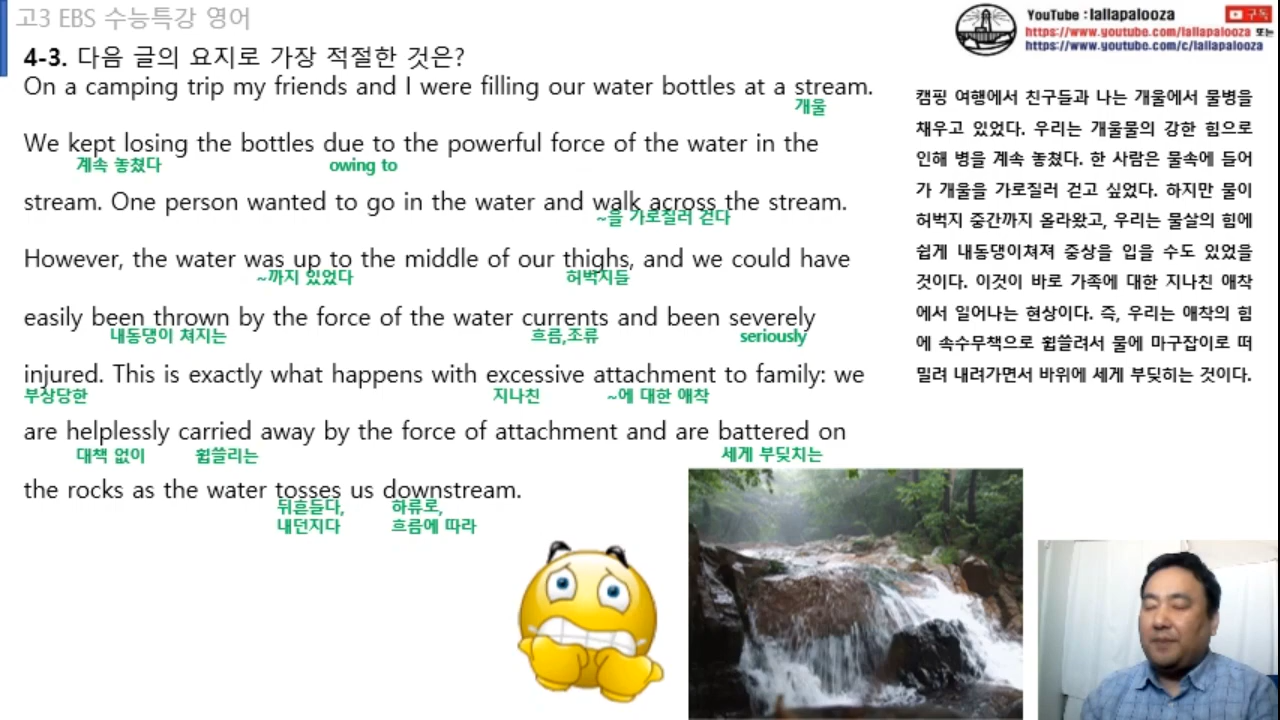 고3 EBS 수능특강 영어
YouTube : lallapalooza
구독
https://www.youtube.com/lallapalooza 또는
https://www.youtube.com/c/lallapalooza
4-3. 다음 글의 요지로 가장 적절한 것은?
On a camping trip my friends and I were filling our water bottles at a stream.
개울
We kept losing the bottles due to the powerful force of the water in the
계속 놓쳤다 owing to
stream. One person wanted to go in the water and walk across the stream.
~을 가로질러 걷다
However, the water was up to the middle of our thighs, and we could have
~까지 있었다 허벅지들
easily been thrown by the force of the water currents and been severely
내동댕이 쳐지는 흐름,조류 seriously
injured. This is exactly what happens with excessive attachment to family: we
부상당한 지나친 ~에 대한 애착
are helplessly carried away by the force of attachment and are battered on
대책 없이 휩쓸리는 세게 부딪치는
the rocks as the water tosses us downstream.
뒤흔들다, 하류로,
내던지다 흐름에 따라
캠핑 여행에서 친구들과 나는 개울에서 물병을
채우고 있었다. 우리는 개울물의 강한 힘으로
인해 병을 계속 놓쳤다. 한 사람은 물속에 들어
가 개울을 가로질러 걷고 싶었다. 하지만 물이
허벅지 중간까지 올라왔고, 우리는 물살의 힘에
쉽게 내동댕이쳐져 중상을 입을 수도 있었을
것이다. 이것이 바로 가족에 대한 지나친 애착
에서 일어나는 현상이다. 즉, 우리는 애착의 힘
에 속수무책으로 휩쓸려서 물에 마구잡이로 떠
밀려 내려가면서 바위에 세게 부딪히는 것이다.